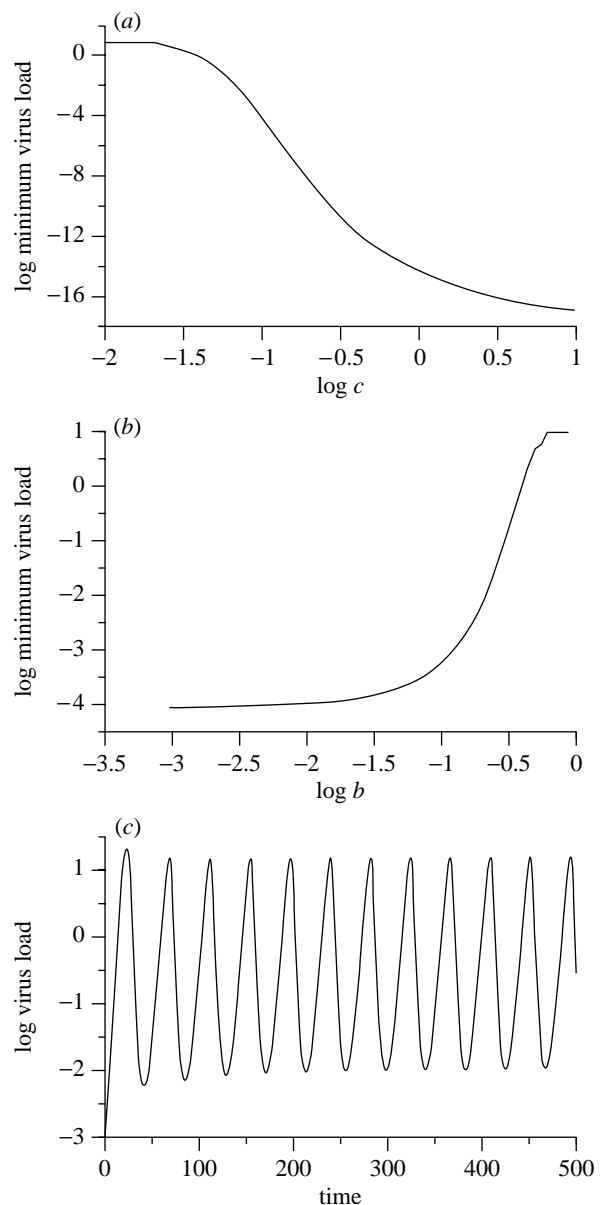 (a)
log minimum virus load
0
−4
−8
−12
−16
−2 −1.5 −1 −0.5 0 0.5 1
log c
(b)
log minimum virus load
1
0
−1
−2
−3
−4
−3.5 −3 −2.5 −2 −1.5 −1 −0.5 0
log b
(c)
log virus load
1
0
−1
−2
−3
0 100 200 300 400 500
time